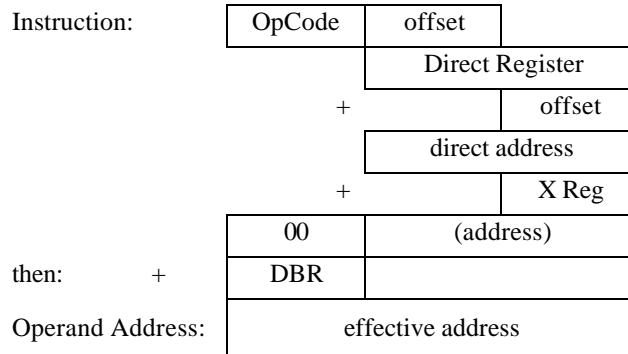 Instruction: OpCode offset
Direct Register
+ offset
direct address
+ X Reg
00 (address)
then: + DBR
Operand Address: effective address